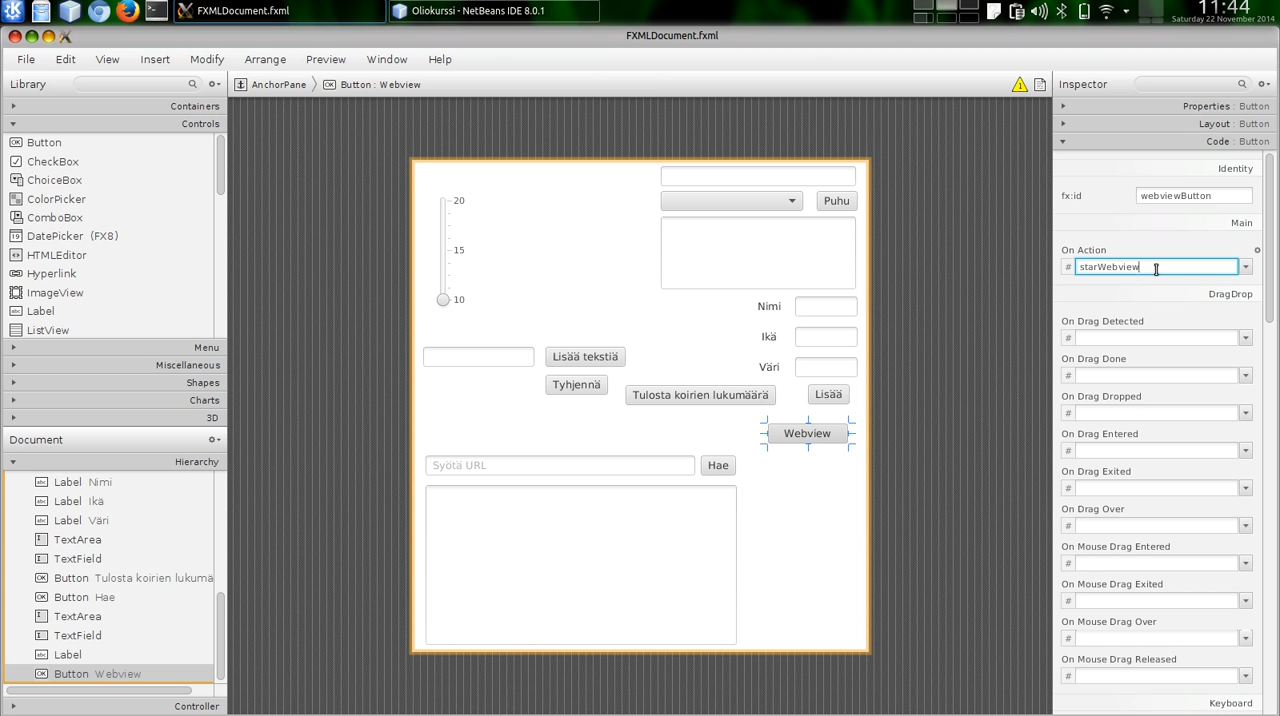 FXMLDocument.fxml
Oliokurssi - NetBeans IDE 8.0.1
11:44
Saturday 22 November 2014
FXMLDocument.fxml
File Edit View Insert Modify Arrange Preview Window Help
Library
AnchorPane
Button : Webview
1
Inspector
Containers
Controls
Button
CheckBox
ChoiceBox
ColorPicker
ComboBox
DatePicker (FX8)
HTMLEditor
Hyperlink
ImageView
Label
ListView
Menu
Miscellaneous
Shapes
Charts
3D
Document
Hierarchy
Label Nimi
Label Ikä
Label Väri
TextArea
TextField
Button Tulosta koirien lukumä
Button Hae
TextArea
TextField
Label
Button Webview
Controller
20
15
10
Puhu
Nimi
Ikä
Väri
Lisää tekstiä
Tyhjennä
Tulosta koirien lukumäärä
Lisää
Webview
Syötä URL
Hae
Properties : Button
Layout : Button
Code : Button
Identity
fx:id
webviewButton
Main
On Action
# starWebview
DragDrop
On Drag Detected
#
On Drag Done
#
On Drag Dropped
#
On Drag Entered
#
On Drag Exited
#
On Drag Over
#
On Mouse Drag Entered
#
On Mouse Drag Exited
#
On Mouse Drag Over
#
On Mouse Drag Released
#
Keyboard